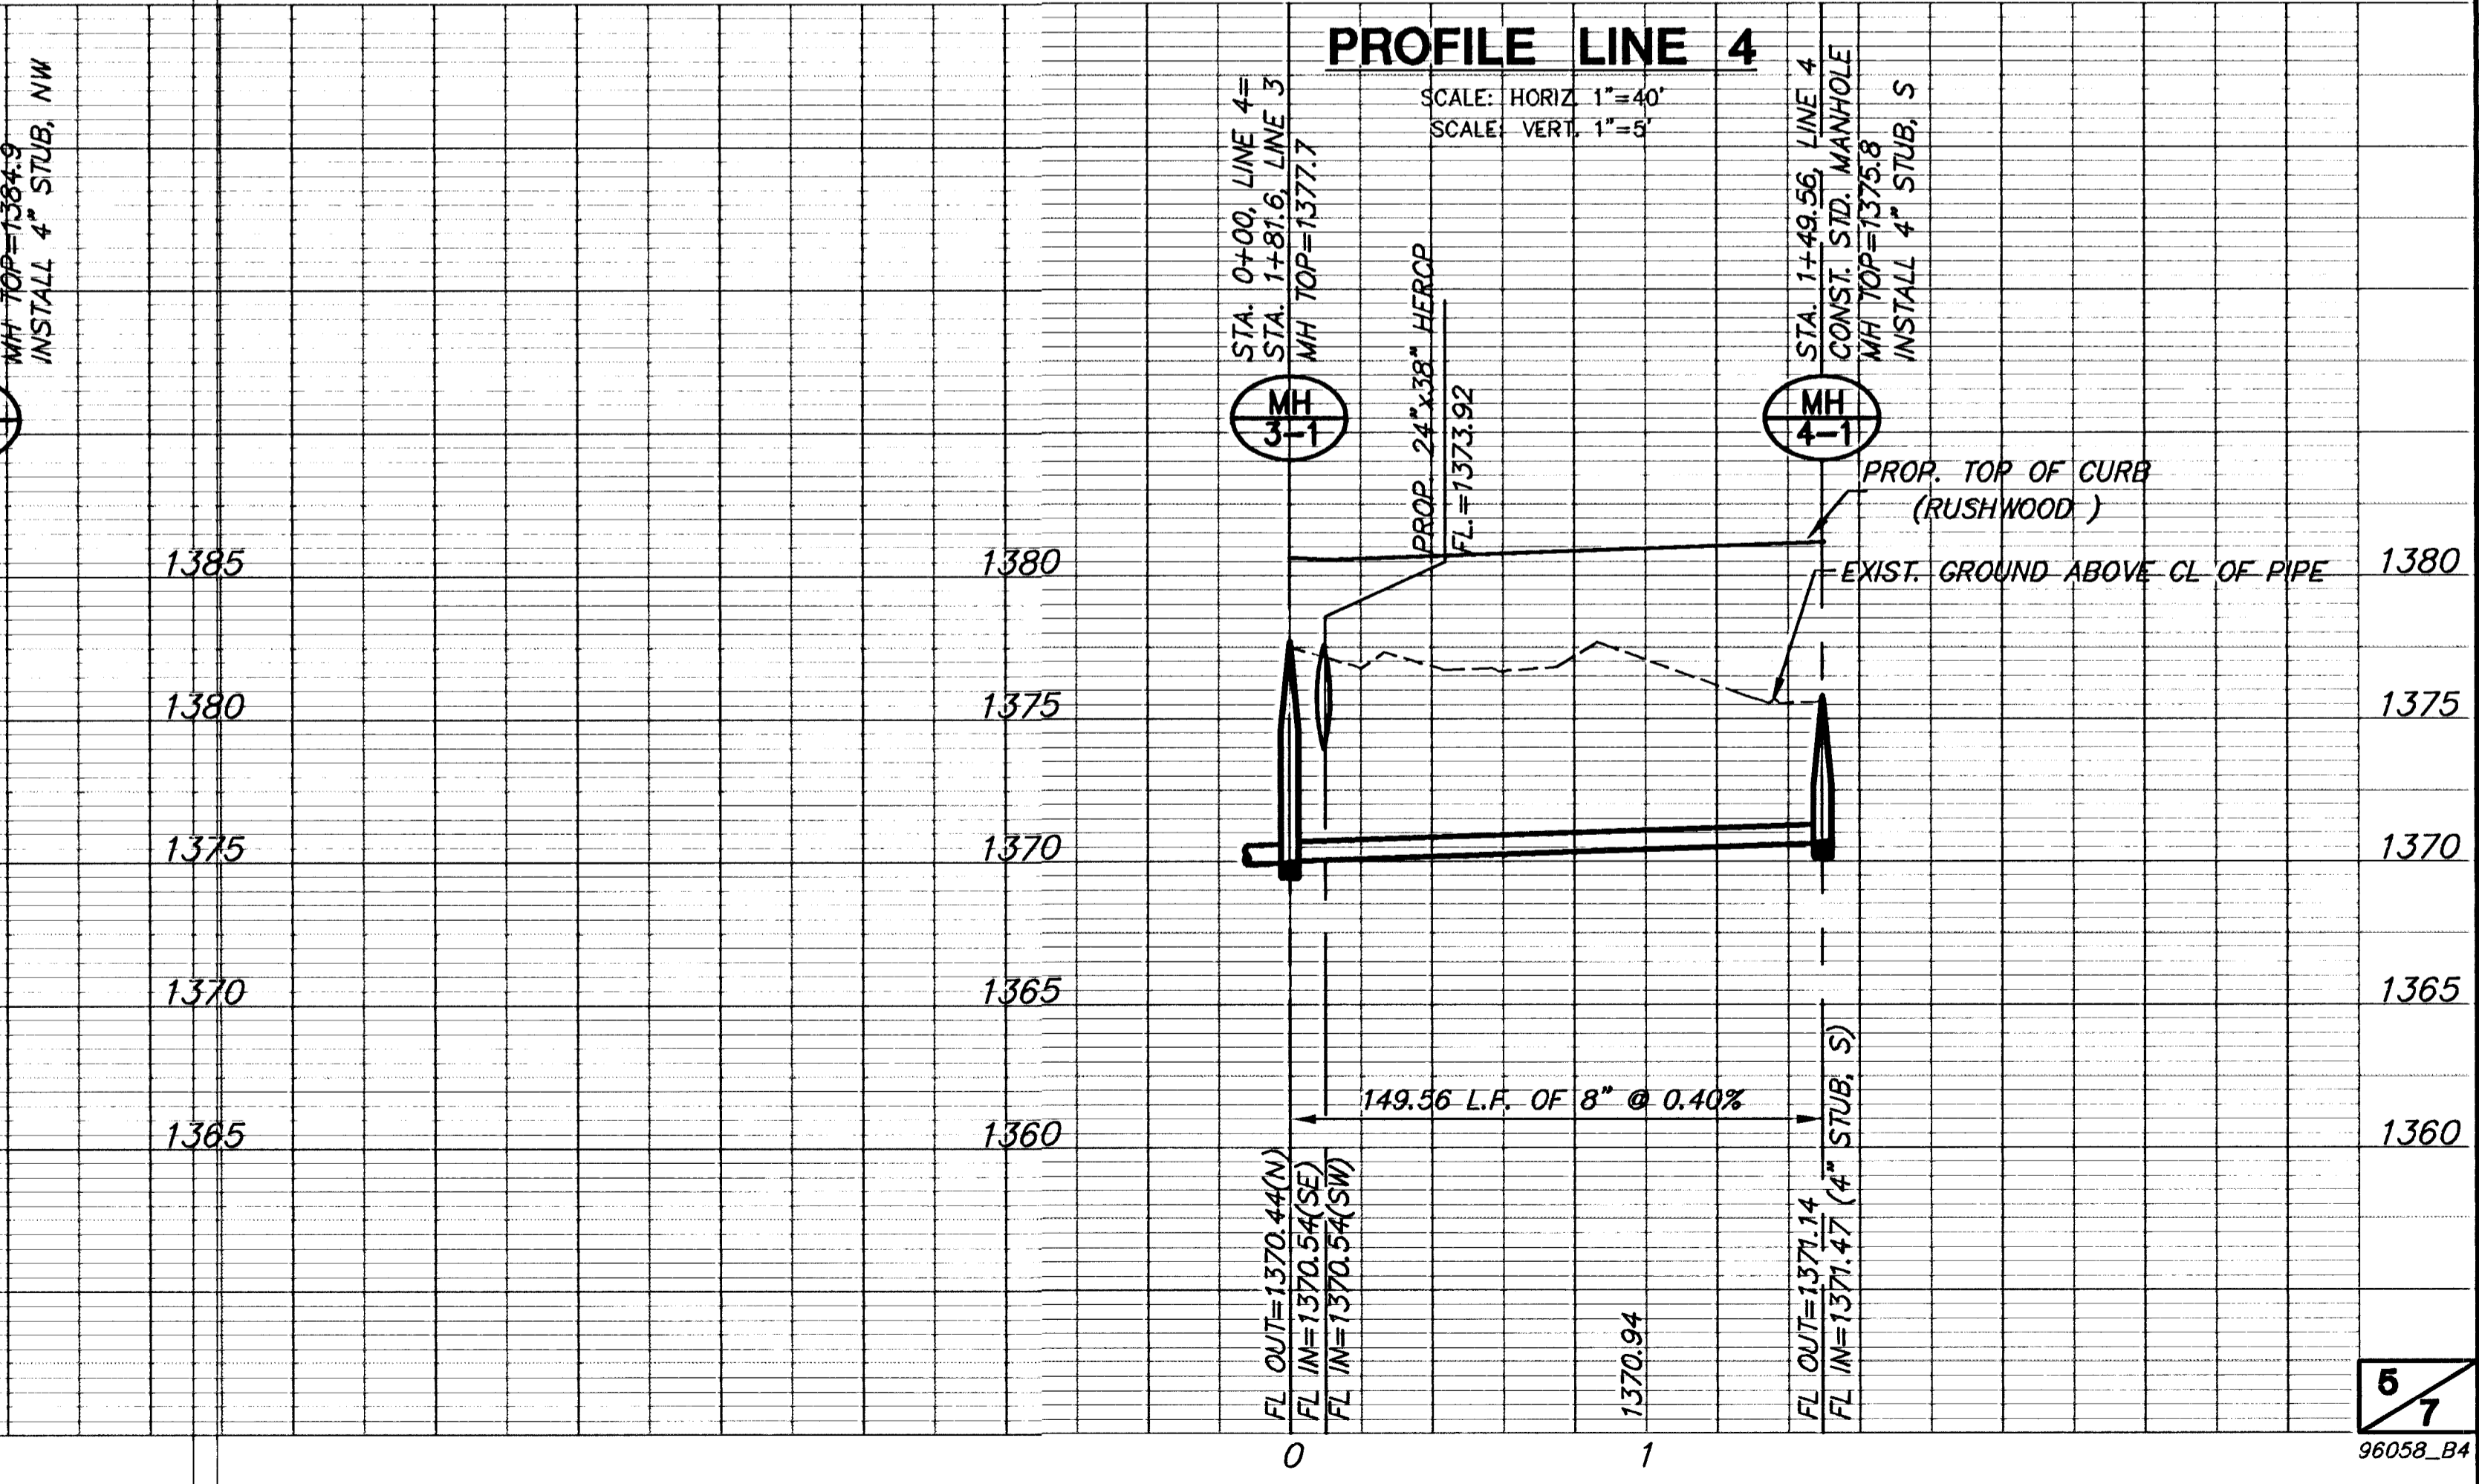 PROFILE LINE 4
SCALE: HORIZ. 1"=40'
SCALE: VERT. 1"=5'
MH TOP=1384.9
INSTALL 4" STUB, NW
STA. 0+00, LINE 4=
STA. 1+81.6, LINE 3
MH TOP=1377.7
MH
3-1
PROP. 24"x38" HERCP
FL.=1373.92
STA. 1+49.56, LINE 4
CONST. STD. MANHOLE
MH TOP=1375.8
INSTALL 4" STUB, S
MH
4-1
PROP. TOP OF CURB
(RUSHWOOD )
EXIST. GROUND ABOVE CL OF PIPE
1385
1380
1375
1370
1365
1380
1375
1370
1365
1360
1380
1375
1370
1365
1360
149.56 L.F. OF 8" @ 0.40%
FL OUT=1370.44(N)
FL IN=1370.54(SE)
FL IN=1370.54(SW)
1370.94
FL OUT=1371.14
FL IN=1371.47 (4" STUB, S)
0
1
5
7
96058_B4